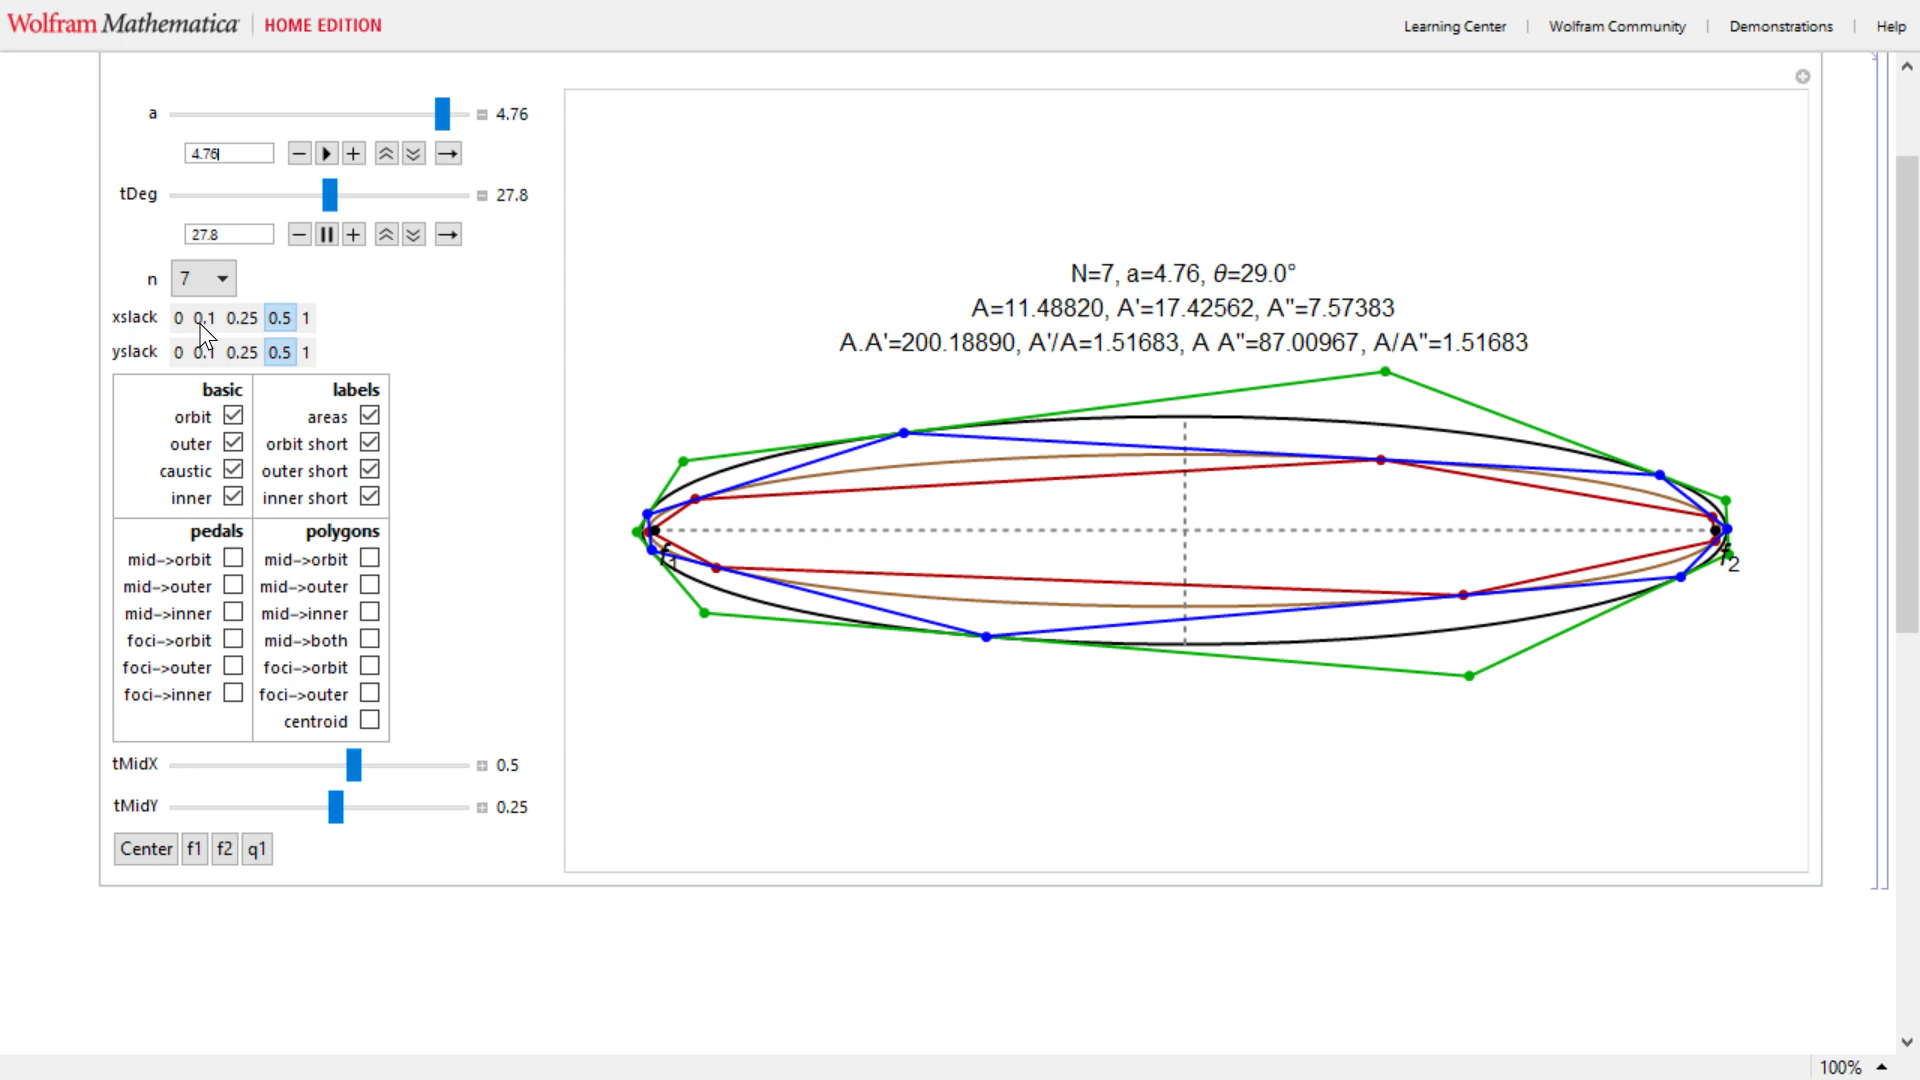 Wolfram Mathematica | HOME EDITION
Learning Center | Wolfram Community | Demonstrations | Help
a 4.76
4.76
tDeg 27.8
27.8
n 7
xslack 0 0.1 0.25 0.5 1
yslack 0 0.1 0.25 0.5 1
basic labels
orbit areas
outer orbit short
caustic outer short
inner inner short
pedals polygons
mid->orbit mid->orbit
mid->outer mid->outer
mid->inner mid->inner
foci->orbit mid->both
foci->outer foci->orbit
foci->inner foci->outer
centroid
tMidX 0.5
tMidY 0.25
Center f1 f2 q1
N=7, a=4.76, θ=29.0°
A=11.48820, A'=17.42562, A"=7.57383
A.A'=200.18890, A'/A=1.51683, A A"=87.00967, A/A"=1.51683
f1 f2
100%